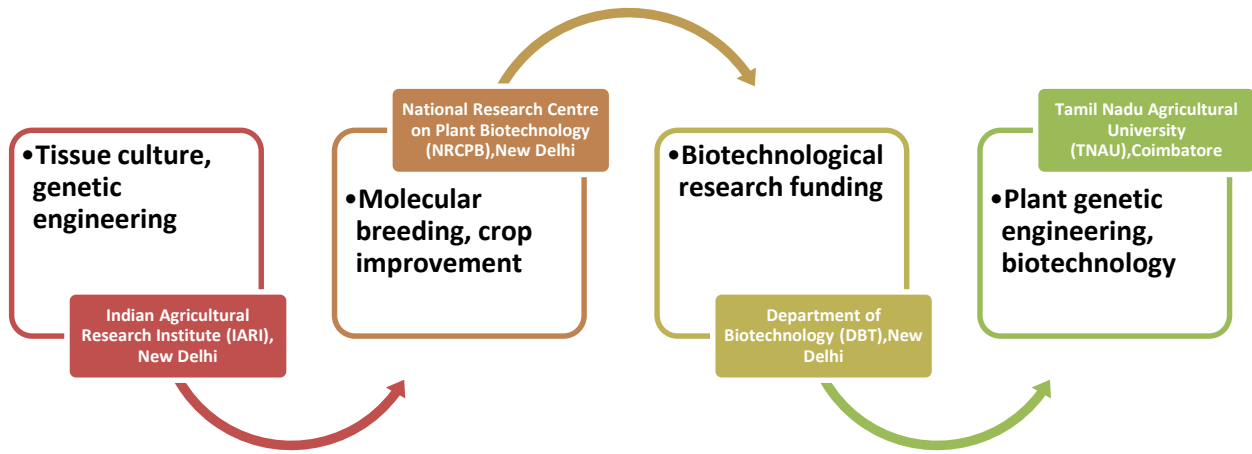 •Tissue culture,
genetic
engineering
Indian Agricultural
Research Institute (IARI),
New Delhi
National Research Centre
on Plant Biotechnology
(NRCPB),New Delhi
•Molecular
breeding, crop
improvement
•Biotechnological
research funding
Department of
Biotechnology (DBT),New
Delhi
Tamil Nadu Agricultural
University
(TNAU),Coimbatore
•Plant genetic
engineering,
biotechnology